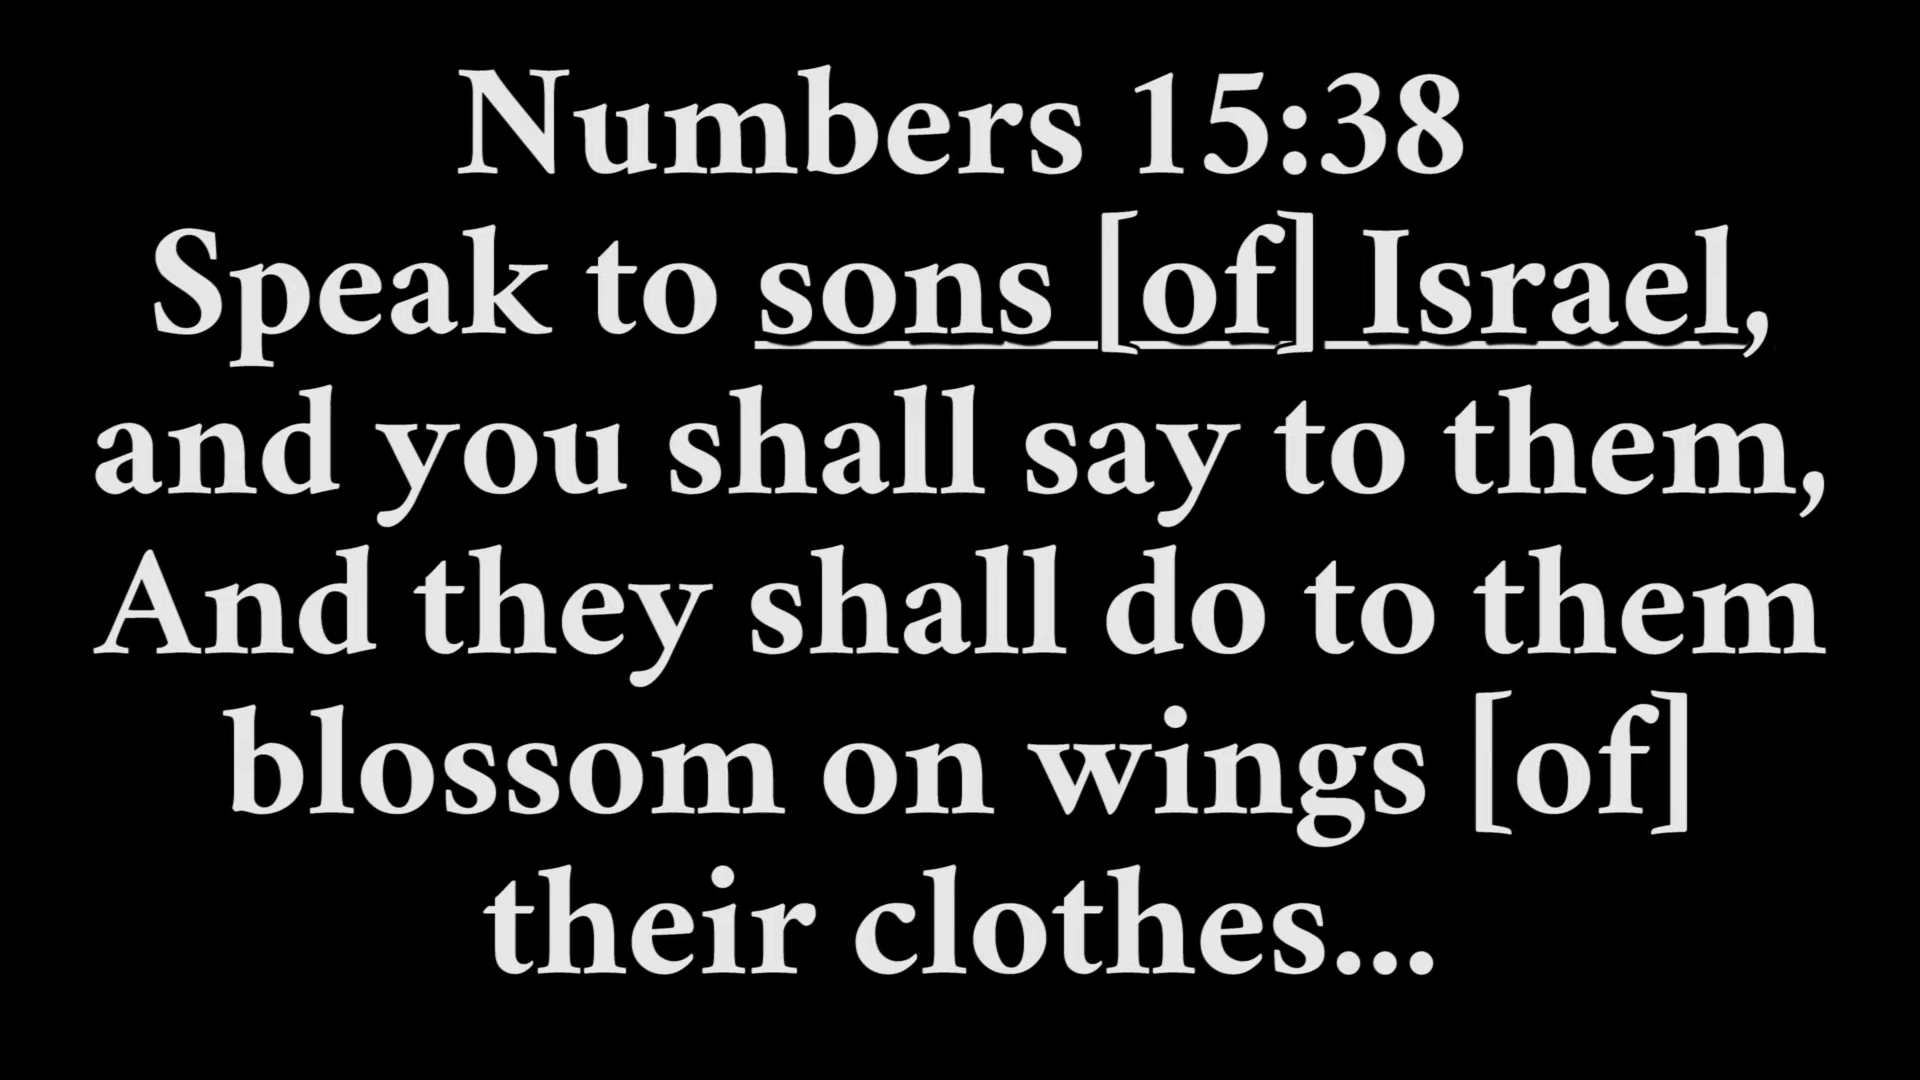 Numbers 15:38
Speak to sons [of] Israel,
and you shall say to them,
And they shall do to them
blossom on wings [of]
their clothes...